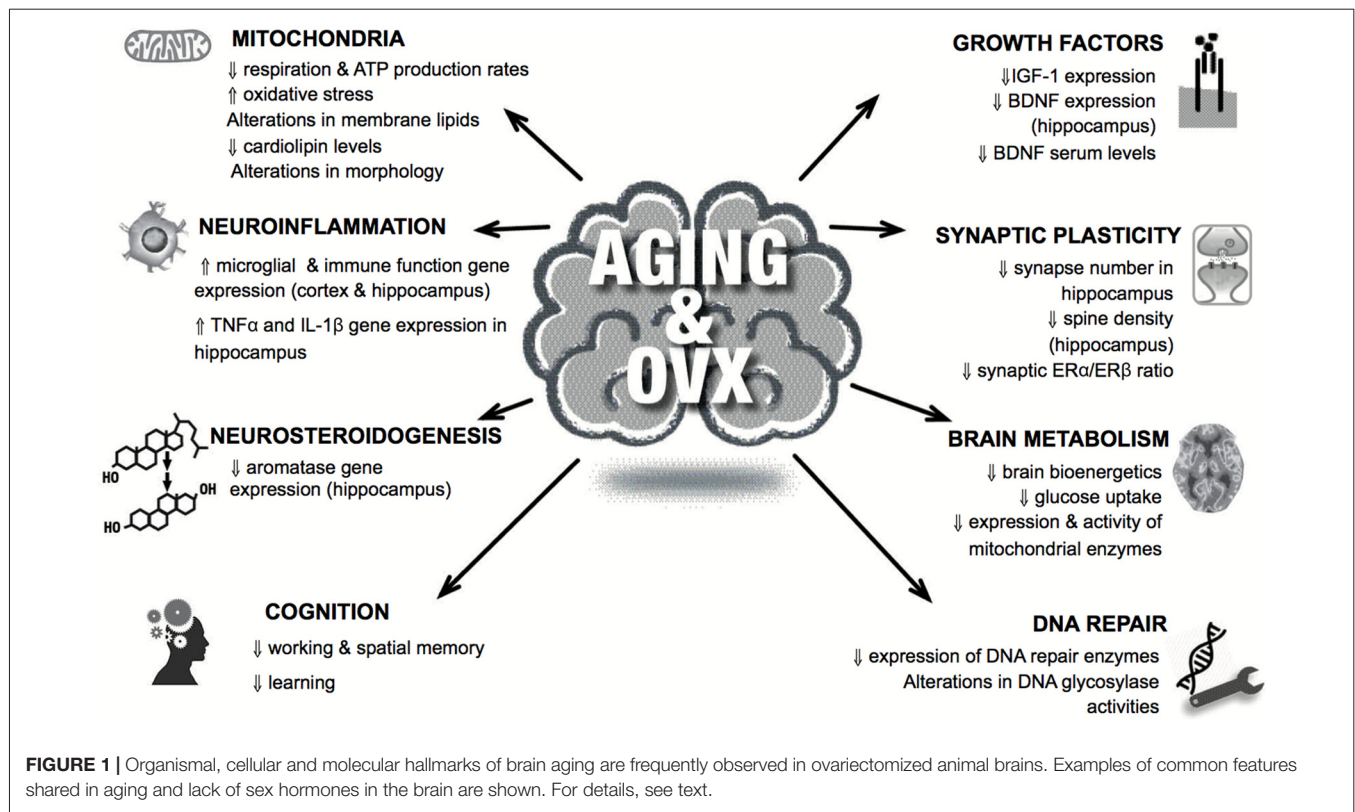 MITOCHONDRIA
⇓ respiration & ATP production rates
⇑ oxidative stress
Alterations in membrane lipids
⇓ cardiolipin levels
Alterations in morphology
GROWTH FACTORS
⇓IGF-1 expression
⇓ BDNF expression
(hippocampus)
⇓ BDNF serum levels
NEUROINFLAMMATION
⇑ microglial & immune function gene
expression (cortex & hippocampus)
⇑ TNFα and IL-1β gene expression in
hippocampus
AGING
&
OVX
SYNAPTIC PLASTICITY
⇓ synapse number in
hippocampus
⇓ spine density
(hippocampus)
⇓ synaptic ERα/ERβ ratio
NEUROSTEROIDOGENESIS
⇓ aromatase gene
expression (hippocampus)
HO
OH
HO
BRAIN METABOLISM
⇓ brain bioenergetics
⇓ glucose uptake
⇓ expression & activity of
mitochondrial enzymes
COGNITION
⇓ working & spatial memory
⇓ learning
DNA REPAIR
⇓ expression of DNA repair enzymes
Alterations in DNA glycosylase
activities
FIGURE 1 | Organismal, cellular and molecular hallmarks of brain aging are frequently observed in ovariectomized animal brains. Examples of common features
shared in aging and lack of sex hormones in the brain are shown. For details, see text.